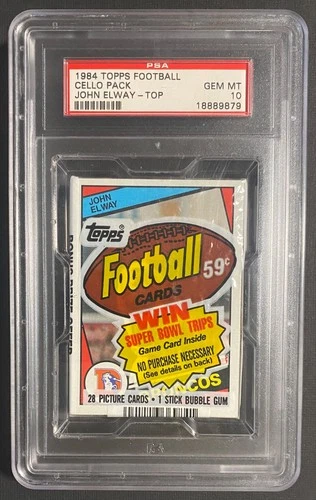 PSA
1984 TOPPS FOOTBALL
CELLO PACK
JOHN ELWAY - TOP
GEM MT
10
18889879
JOHN
ELWAY
Topps®
Football
59¢
CARDS
WIN
SUPER BOWL TRIPS
Game Card Inside
NO PURCHASE NECESSARY
(See details on back)
28 PICTURE CARDS • 1 STICK BUBBLE GUM